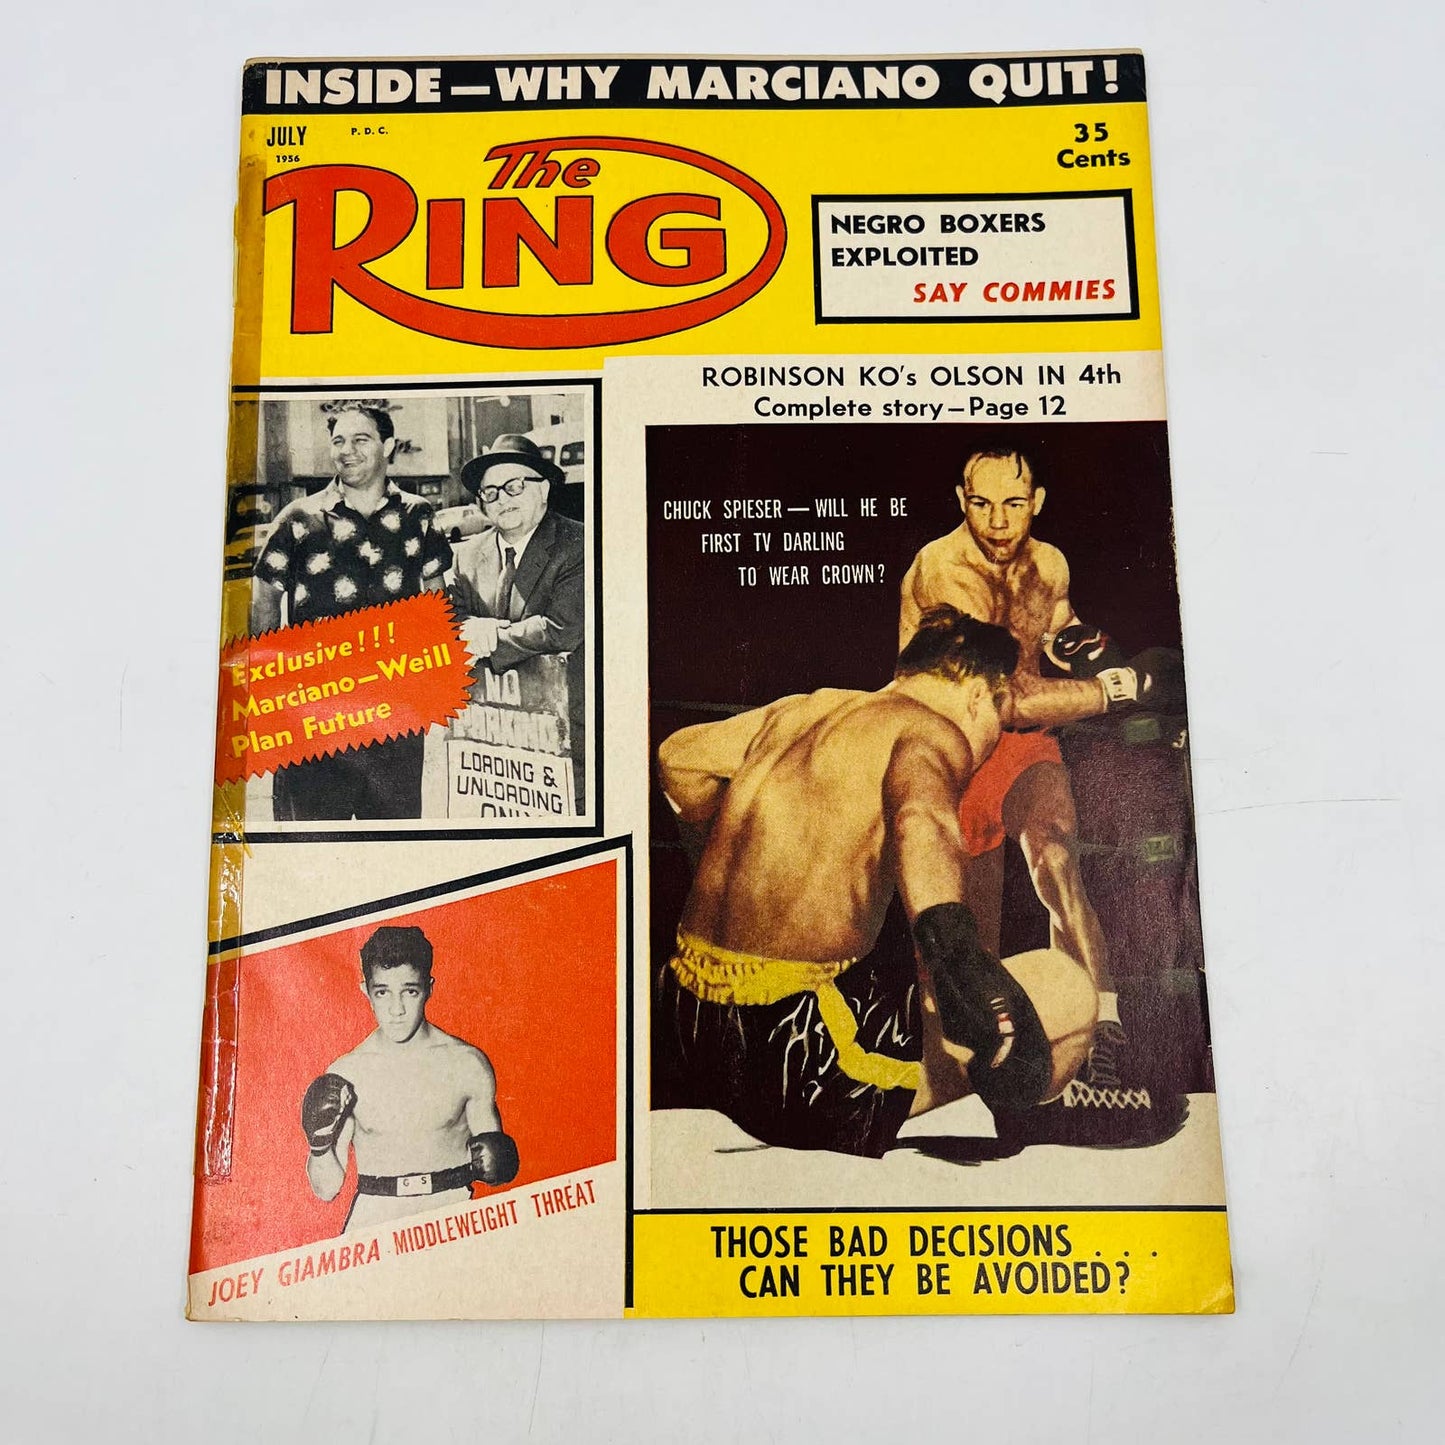 INSIDE—WHY MARCIANO QUIT!
JULY
1956
P. D. C.
35
Cents
The
RING
NEGRO BOXERS
EXPLOITED
SAY COMMIES
ROBINSON KO's OLSON IN 4th
Complete story—Page 12
CHUCK SPIESER — WILL HE BE
FIRST TV DARLING
TO WEAR CROWN?
Exclusive!!!
Marciano—Weill
Plan Future
NO
PARKING
LOADING &
UNLOADING
ONLY
G S
JOEY GIAMBRA MIDDLEWEIGHT THREAT
THOSE BAD DECISIONS . . .
CAN THEY BE AVOIDED?